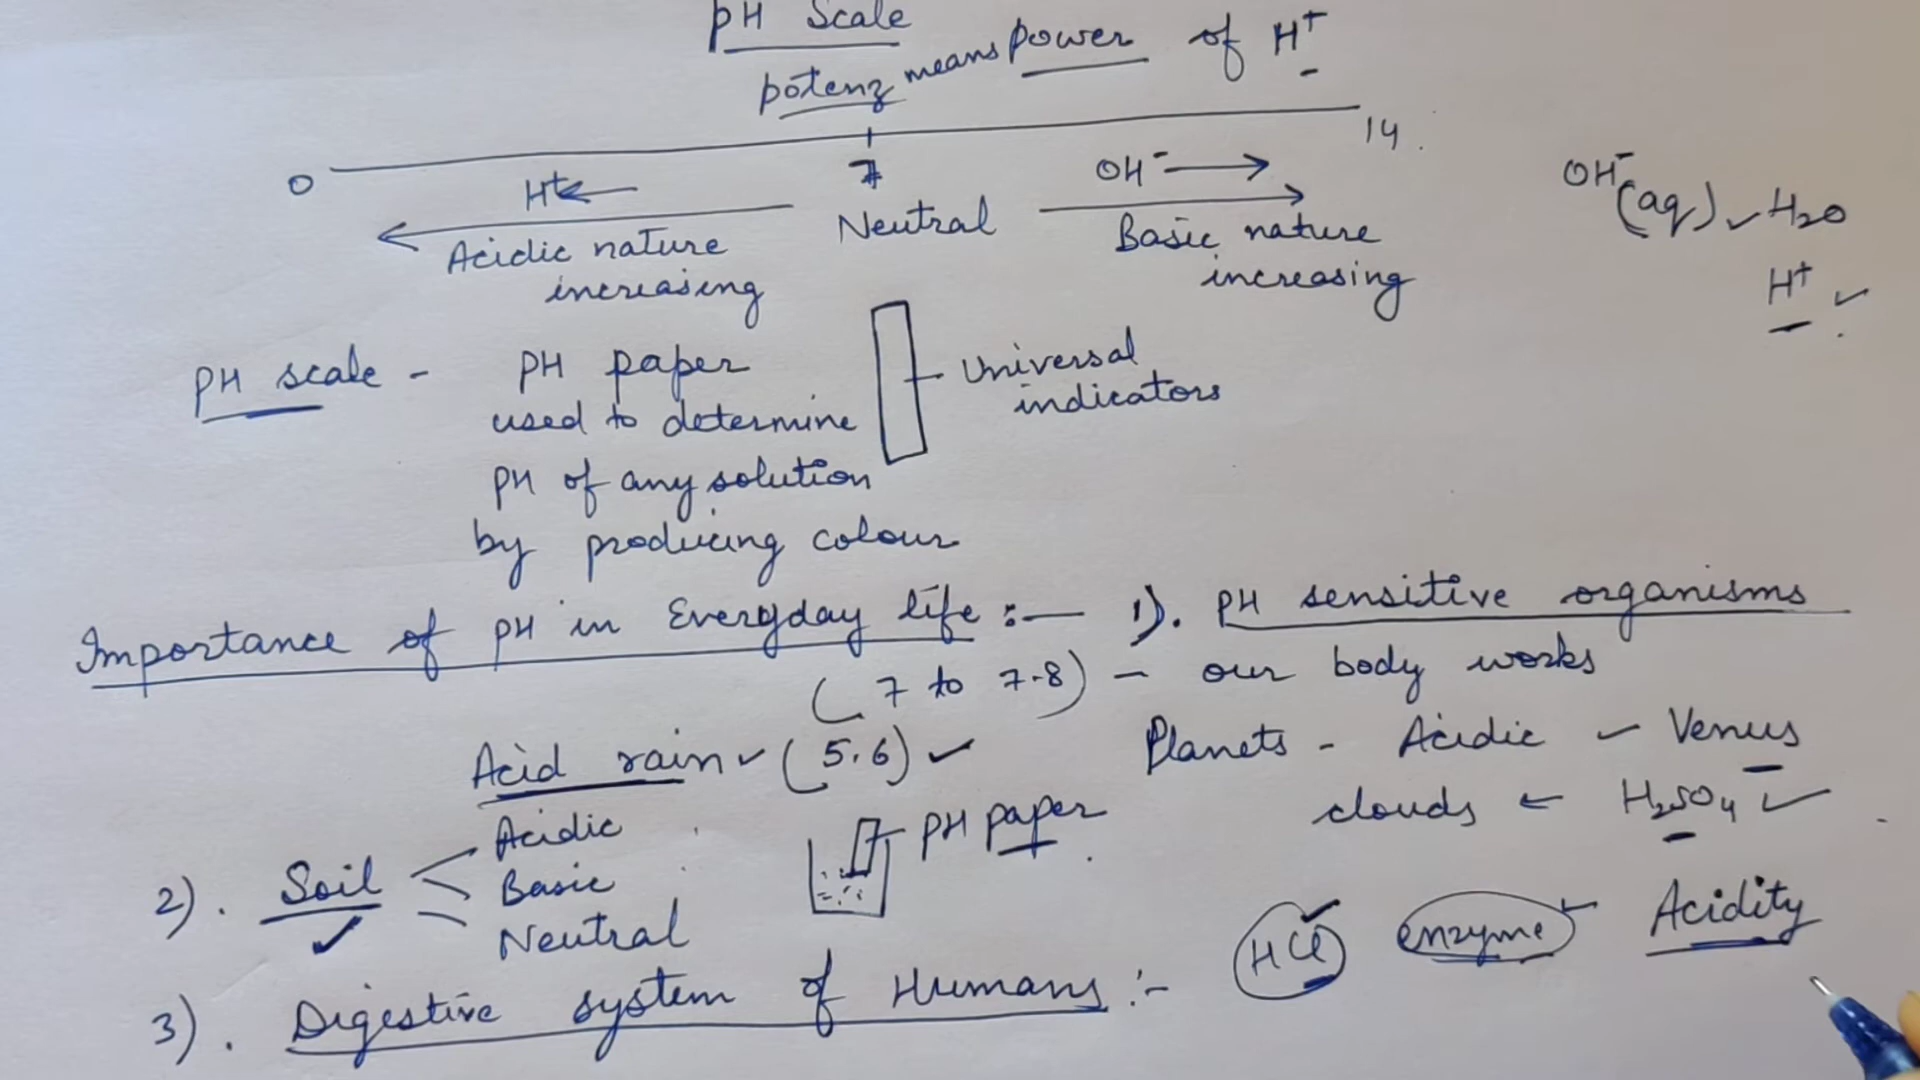 pH Scale
potenz means power of H+
0 7 14.
H+ ← OH- →
Acidic nature increasing
Neutral
Basic nature increasing
OH-(aq) ✓ H2O
H+ ✓
PH scale - PH paper
used to determine
PH of any solution
by producing colour
Universal
indicators
Importance of pH in Everyday life :— 1). PH sensitive organisms
(7 to 7.8) – our body works
Acid rain ✓ (5.6) ✓
Planets - Acidic – Venus
clouds ← H2SO4 ✓
2). Soil ✓
Acidic
Basic
Neutral
PH paper
3). Digestive system of Humans :-
HCl enzyme Acidity